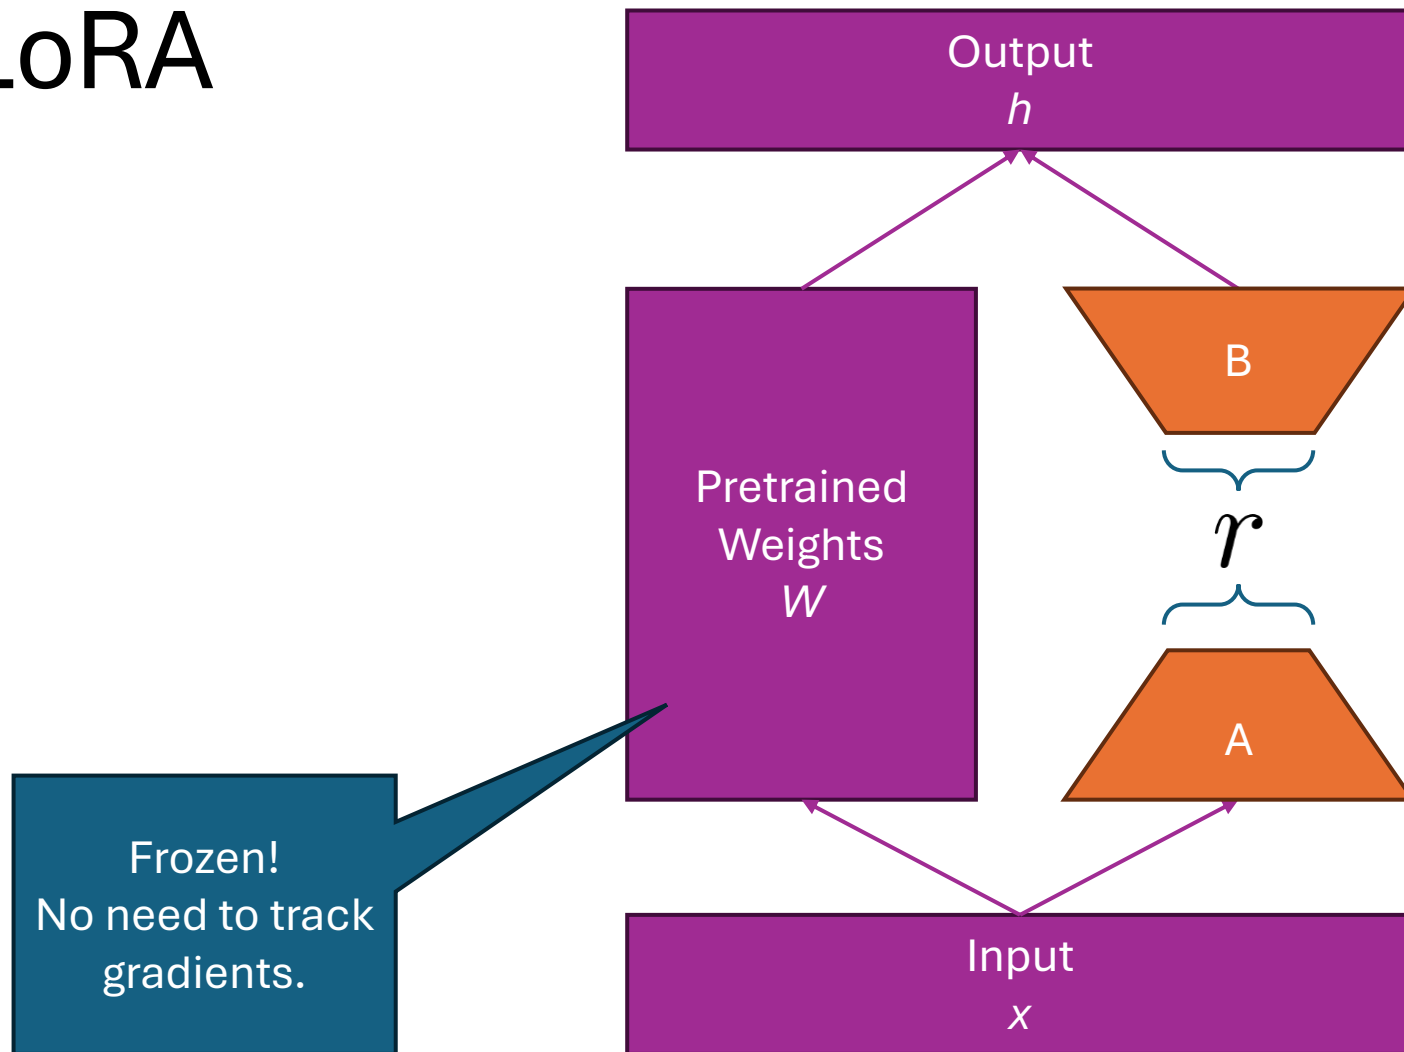 LoRA
Output
h
B
Pretrained
Weights
W
r
A
Frozen!
No need to track
gradients.
Input
x